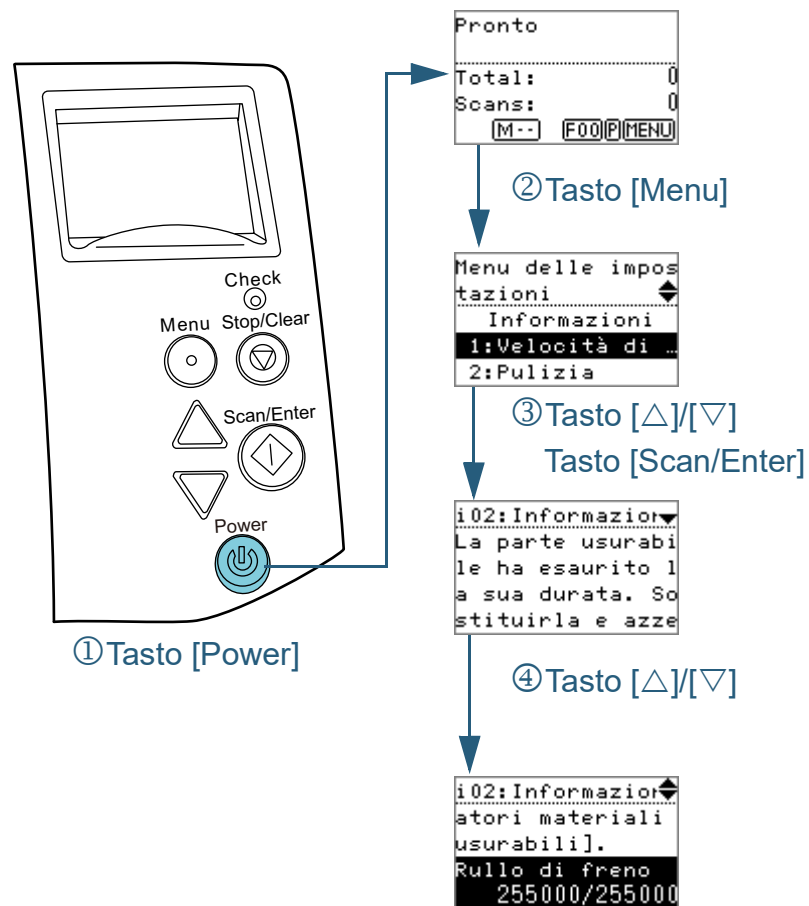 Check
Menu Stop/Clear
Scan/Enter
Power
①Tasto [Power]
Pronto
Total: 0
Scans: 0
M-- F00 P MENU
②Tasto [Menu]
Menu delle impos
tazioni
Informazioni
1:Velocità di …
2:Pulizia
③Tasto [△]/[▽]
Tasto [Scan/Enter]
i02:Informazion
La parte usurabi
le ha esaurito l
a sua durata. So
stituirla e azze
④Tasto [△]/[▽]
i02:Informazion
atori materiali
usurabili].
Rullo di freno
255000/255000